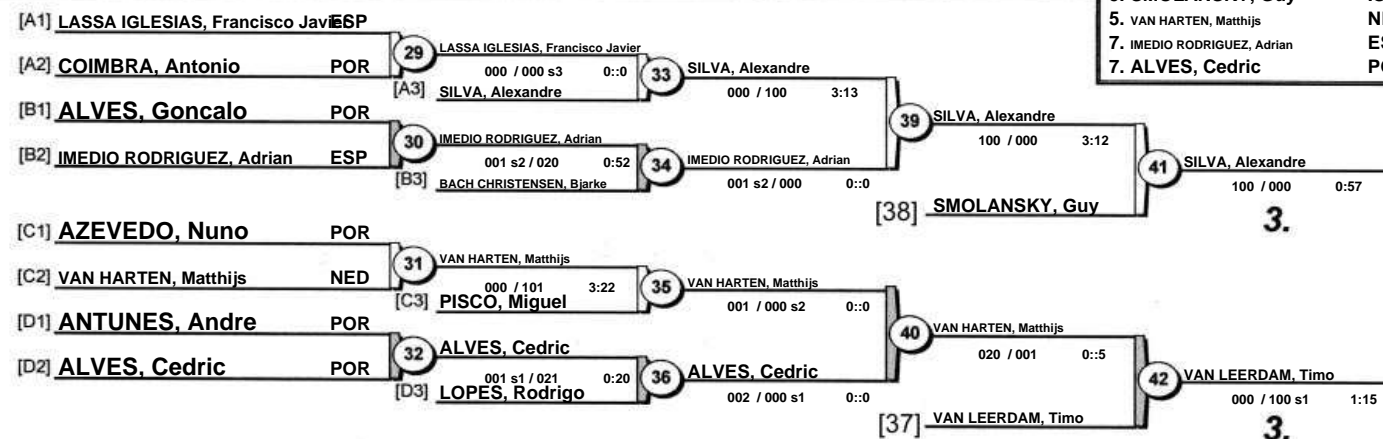 [A1] LASSA IGLESIAS, Francisco Javier ESP
[A2] COIMBRA, Antonio POR
29
LASSA IGLESIAS, Francisco Javier
000 / 000 s3 0::0
[A3] SILVA, Alexandre
[B1] ALVES, Goncalo POR
[B2] IMEDIO RODRIGUEZ, Adrian ESP
30
IMEDIO RODRIGUEZ, Adrian
001 s2 / 020 0:52
[B3] BACH CHRISTENSEN, Bjarke
33
SILVA, Alexandre
000 / 100 3:13
34
IMEDIO RODRIGUEZ, Adrian
001 s2 / 000 0::0
39
SILVA, Alexandre
100 / 000 3:12
[38] SMOLANSKY, Guy
41
SILVA, Alexandre
100 / 000 0:57
3.
[C1] AZEVEDO, Nuno POR
[C2] VAN HARTEN, Matthijs NED
31
VAN HARTEN, Matthijs
000 / 101 3:22
[C3] PISCO, Miguel
[D1] ANTUNES, Andre POR
[D2] ALVES, Cedric POR
32
ALVES, Cedric
001 s1 / 021 0:20
[D3] LOPES, Rodrigo
35
VAN HARTEN, Matthijs
001 / 000 s2 0::0
36
ALVES, Cedric
002 / 000 s1 0::0
40
VAN HARTEN, Matthijs
020 / 001 0::5
[37] VAN LEERDAM, Timo
42
VAN LEERDAM, Timo
000 / 100 s1 1:15
3.
5. VAN HARTEN, Matthijs
7. IMEDIO RODRIGUEZ, Adrian
7. ALVES, Cedric